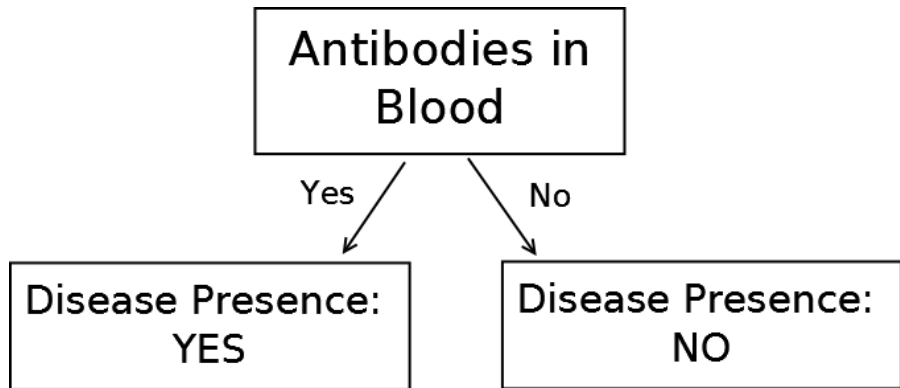 Antibodies in
Blood
Yes
No
Disease Presence:
YES
Disease Presence:
NO